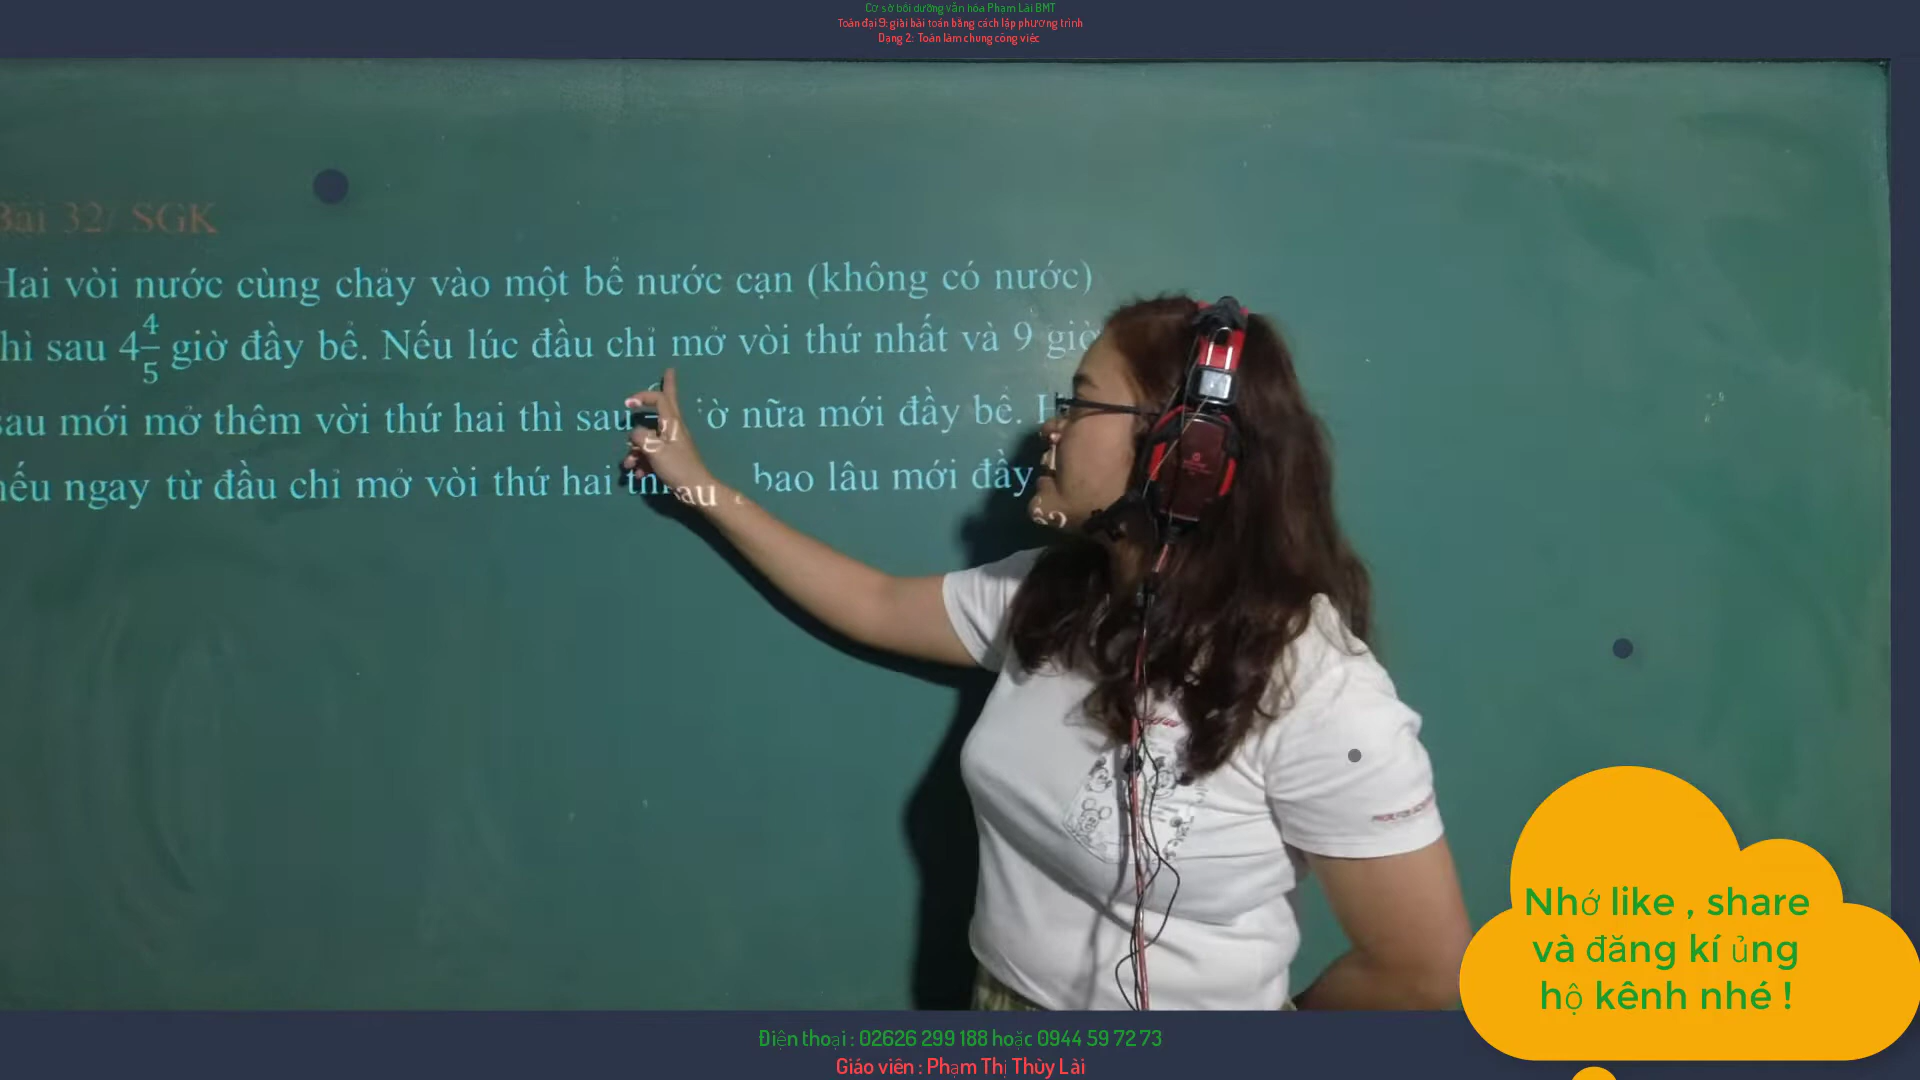 Cơ sở bồi dưỡng văn hóa Phạm Lài BMT
Toán đại 9: giải bài toán bằng cách lập phương trình
Dạng 2: Toán làm chung công việc
Bài 32/ SGK
Hai vòi nước cùng chảy vào một bể nước cạn (không có nước)
hì sau 4 4/5 giờ đầy bể. Nếu lúc đầu chỉ mở vòi thứ nhất và 9 giờ
sau mới mở thêm vời thứ hai thì sau nữa mới đầy bể.
nếu ngay từ đầu chỉ mở vòi thứ hai bao lâu mới đầy
Nhớ like , share
và đăng kí ủng
hộ kênh nhé !
Điện thoại : 02626 299 188 hoặc 0944 59 72 73
Giáo viên : Phạm Thị Thùy Lài